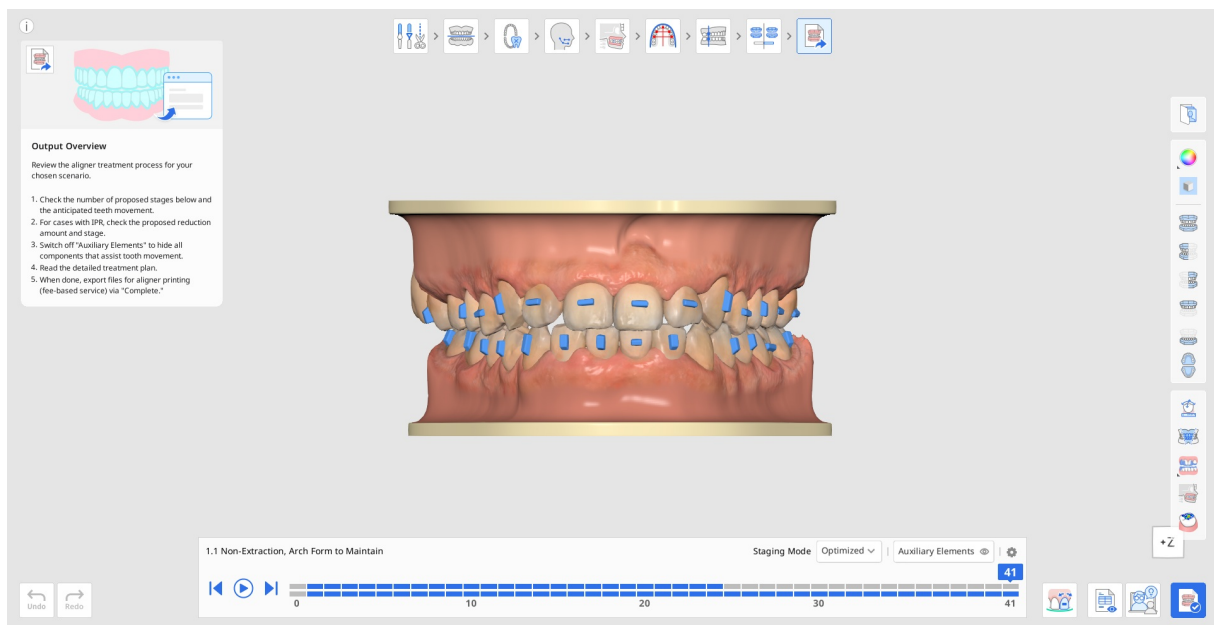 Output Overview
Review the aligner treatment process for your
chosen scenario.
1. Check the number of proposed stages below and
the anticipated teeth movement.
2. For cases with IPR, check the proposed reduction
amount and stage.
3. Switch off "Auxiliary Elements" to hide all
components that assist tooth movement.
4. Read the detailed treatment plan.
5. When done, export files for aligner printing
(fee-based service) via "Complete."
+Z
1.1 Non-Extraction, Arch Form to Maintain
Staging Mode Optimized Auxiliary Elements
41
0 10 20 30 41
Undo Redo